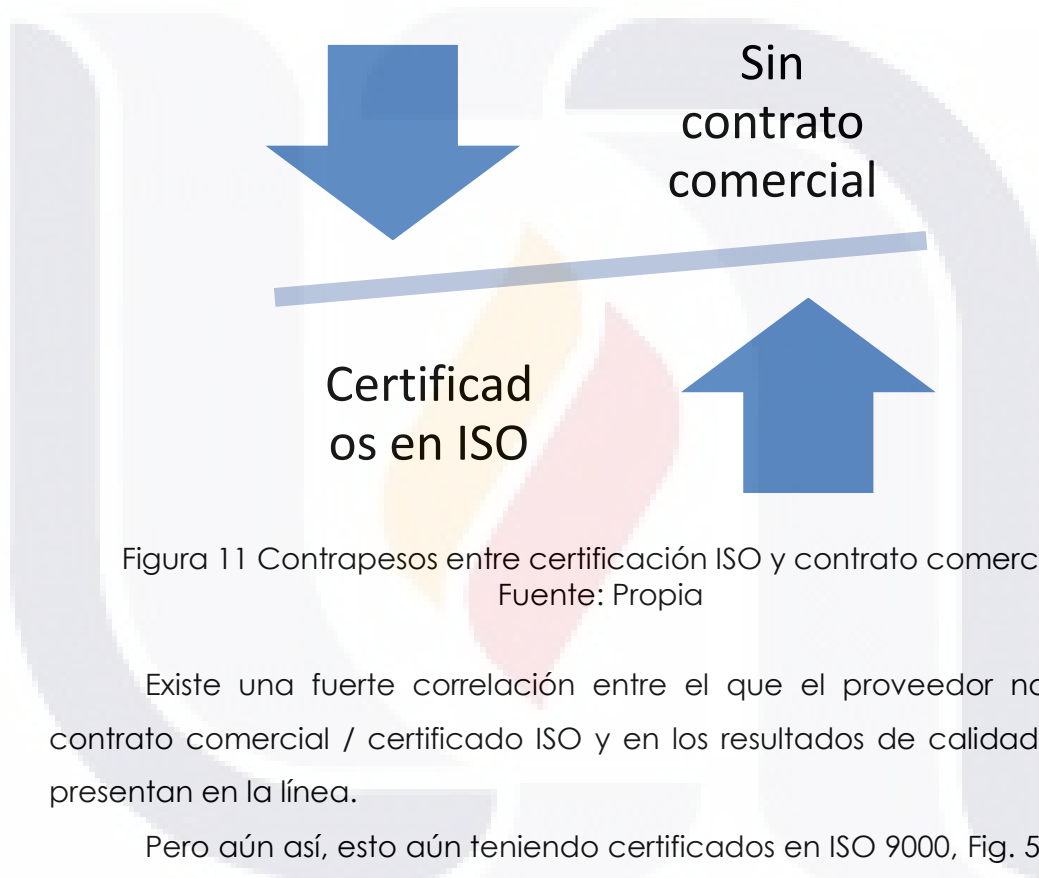 Sin
contrato
comercial
Certificad
os en ISO
Figura 11 Contrapesos entre certificación ISO y contrato comerc
Fuente: Propia
Existe una fuerte correlación entre el que el proveedor no
contrato comercial / certificado ISO y en los resultados de calidad
presentan en la línea.
Pero aún así, esto aún teniendo certificados en ISO 9000, Fig. 5